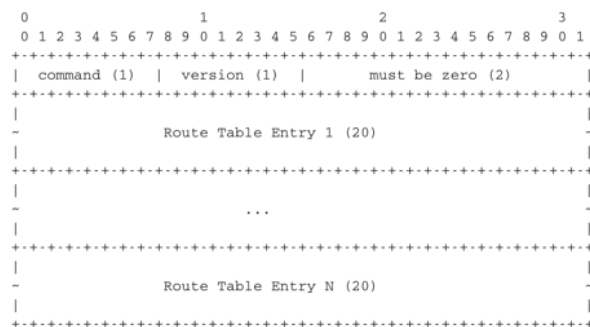 0                   1                   2                   3
0 1 2 3 4 5 6 7 8 9 0 1 2 3 4 5 6 7 8 9 0 1 2 3 4 5 6 7 8 9 0 1
+-+-+-+-+-+-+-+-+-+-+-+-+-+-+-+-+-+-+-+-+-+-+-+-+-+-+-+-+-+-+-+-+
|  command (1)  |  version (1)  |       must be zero (2)        |
+-+-+-+-+-+-+-+-+-+-+-+-+-+-+-+-+-+-+-+-+-+-+-+-+-+-+-+-+-+-+-+-+
|                                                               |
~                Route Table Entry 1 (20)                       ~
|                                                               |
+-+-+-+-+-+-+-+-+-+-+-+-+-+-+-+-+-+-+-+-+-+-+-+-+-+-+-+-+-+-+-+-+
|                                                               |
~                         ...                                   ~
|                                                               |
+-+-+-+-+-+-+-+-+-+-+-+-+-+-+-+-+-+-+-+-+-+-+-+-+-+-+-+-+-+-+-+-+
|                                                               |
~                Route Table Entry N (20)                       ~
|                                                               |
+-+-+-+-+-+-+-+-+-+-+-+-+-+-+-+-+-+-+-+-+-+-+-+-+-+-+-+-+-+-+-+-+